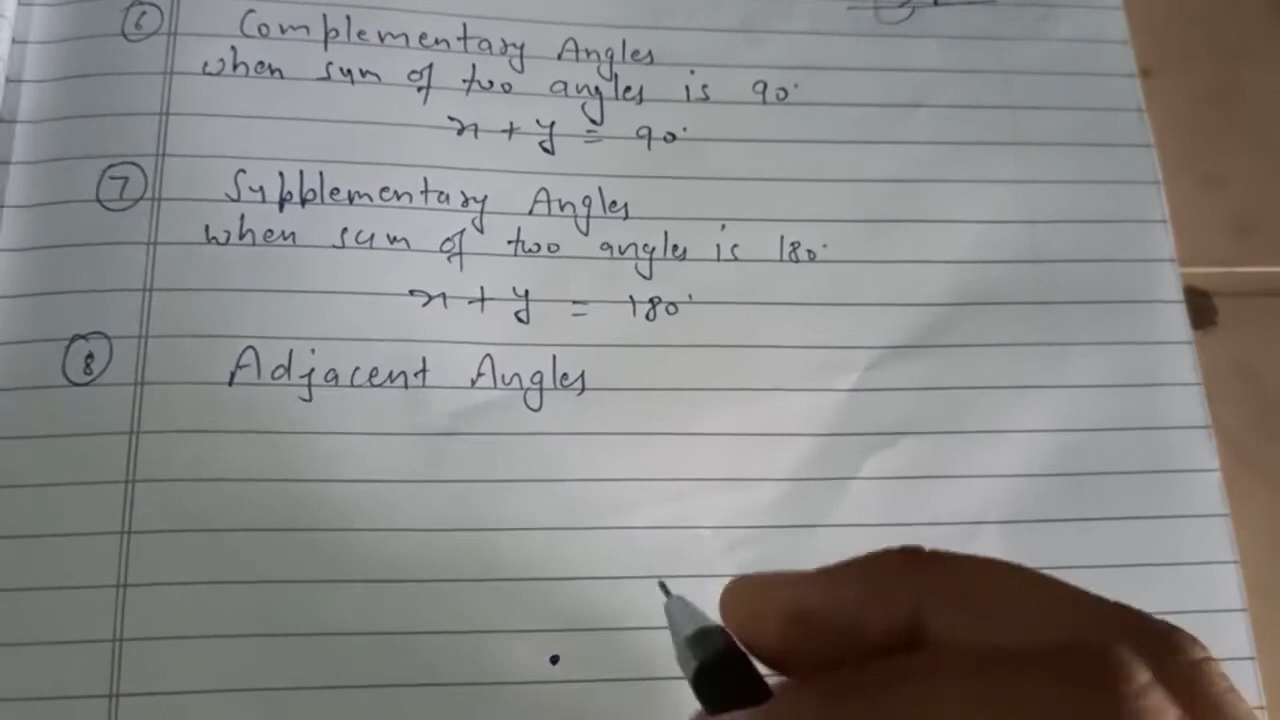 6 Complementary Angles
when sum of two angles is 90°
x + y = 90°
7 Supplementary Angles
when sum of two angles is 180°
x + y = 180°
8 Adjacent Angles